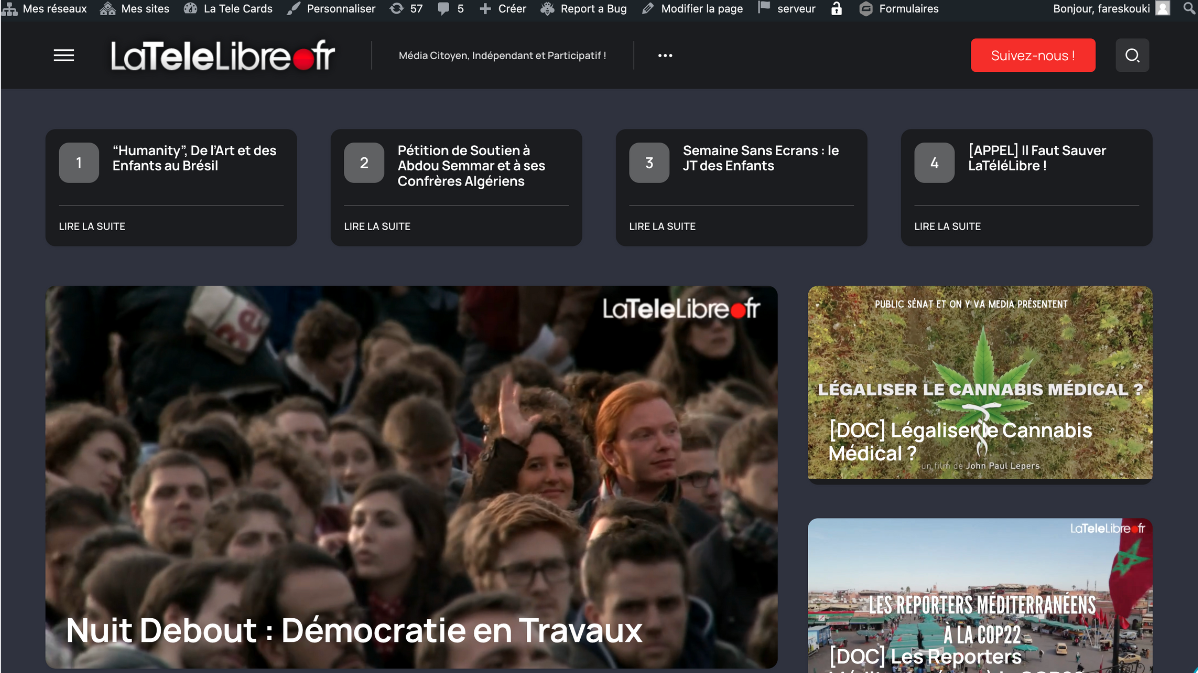 Mes réseaux Mes sites La Tele Cards Personnaliser 57 5 Créer Report a Bug Modifier la page serveur Formulaires Bonjour, fareskouki
LaTeleLibre.fr Média Citoyen, Indépendant et Participatif ! ••• Suivez-nous !
1
“Humanity”, De l’Art et des
Enfants au Brésil
LIRE LA SUITE
2
Pétition de Soutien à
Abdou Semmar et à ses
Confrères Algériens
LIRE LA SUITE
3
Semaine Sans Ecrans : le
JT des Enfants
LIRE LA SUITE
4
[APPEL] Il Faut Sauver
LaTéléLibre !
LIRE LA SUITE
LaTeleLibre.fr
Nuit Debout : Démocratie en Travaux
PUBLIC SÉNAT ET ON Y VA MEDIA PRÉSENTENT
LÉGALISER LE CANNABIS MÉDICAL ?
[DOC] Légaliser le Cannabis
Médical ?
un film de John Paul Lepers
LaTeleLibre.fr
LES REPORTERS MÉDITERRANÉENS
À LA COP22
[DOC] Les Reporters